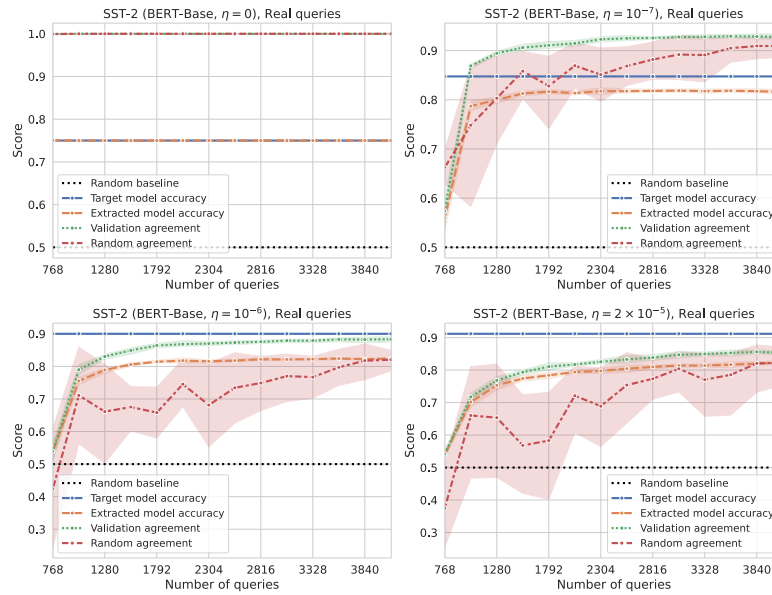 SST-2 (BERT-Base, η = 0), Real queries
1.0
0.9
0.8
0.7
0.6
0.5
Score
Random baseline
Target model accuracy
Extracted model accuracy
Validation agreement
Random agreement
768 1280 1792 2304 2816 3328 3840
Number of queries
SST-2 (BERT-Base, η = 10⁻⁷), Real queries
0.9
0.8
0.7
0.6
0.5
Score
Random baseline
Target model accuracy
Extracted model accuracy
Validation agreement
Random agreement
768 1280 1792 2304 2816 3328 3840
Number of queries
SST-2 (BERT-Base, η = 10⁻⁶), Real queries
0.9
0.8
0.7
0.6
0.5
0.4
0.3
Score
Random baseline
Target model accuracy
Extracted model accuracy
Validation agreement
Random agreement
768 1280 1792 2304 2816 3328 3840
Number of queries
SST-2 (BERT-Base, η = 2 × 10⁻⁵), Real queries
0.9
0.8
0.7
0.6
0.5
0.4
0.3
Score
Random baseline
Target model accuracy
Extracted model accuracy
Validation agreement
Random agreement
768 1280 1792 2304 2816 3328 3840
Number of queries